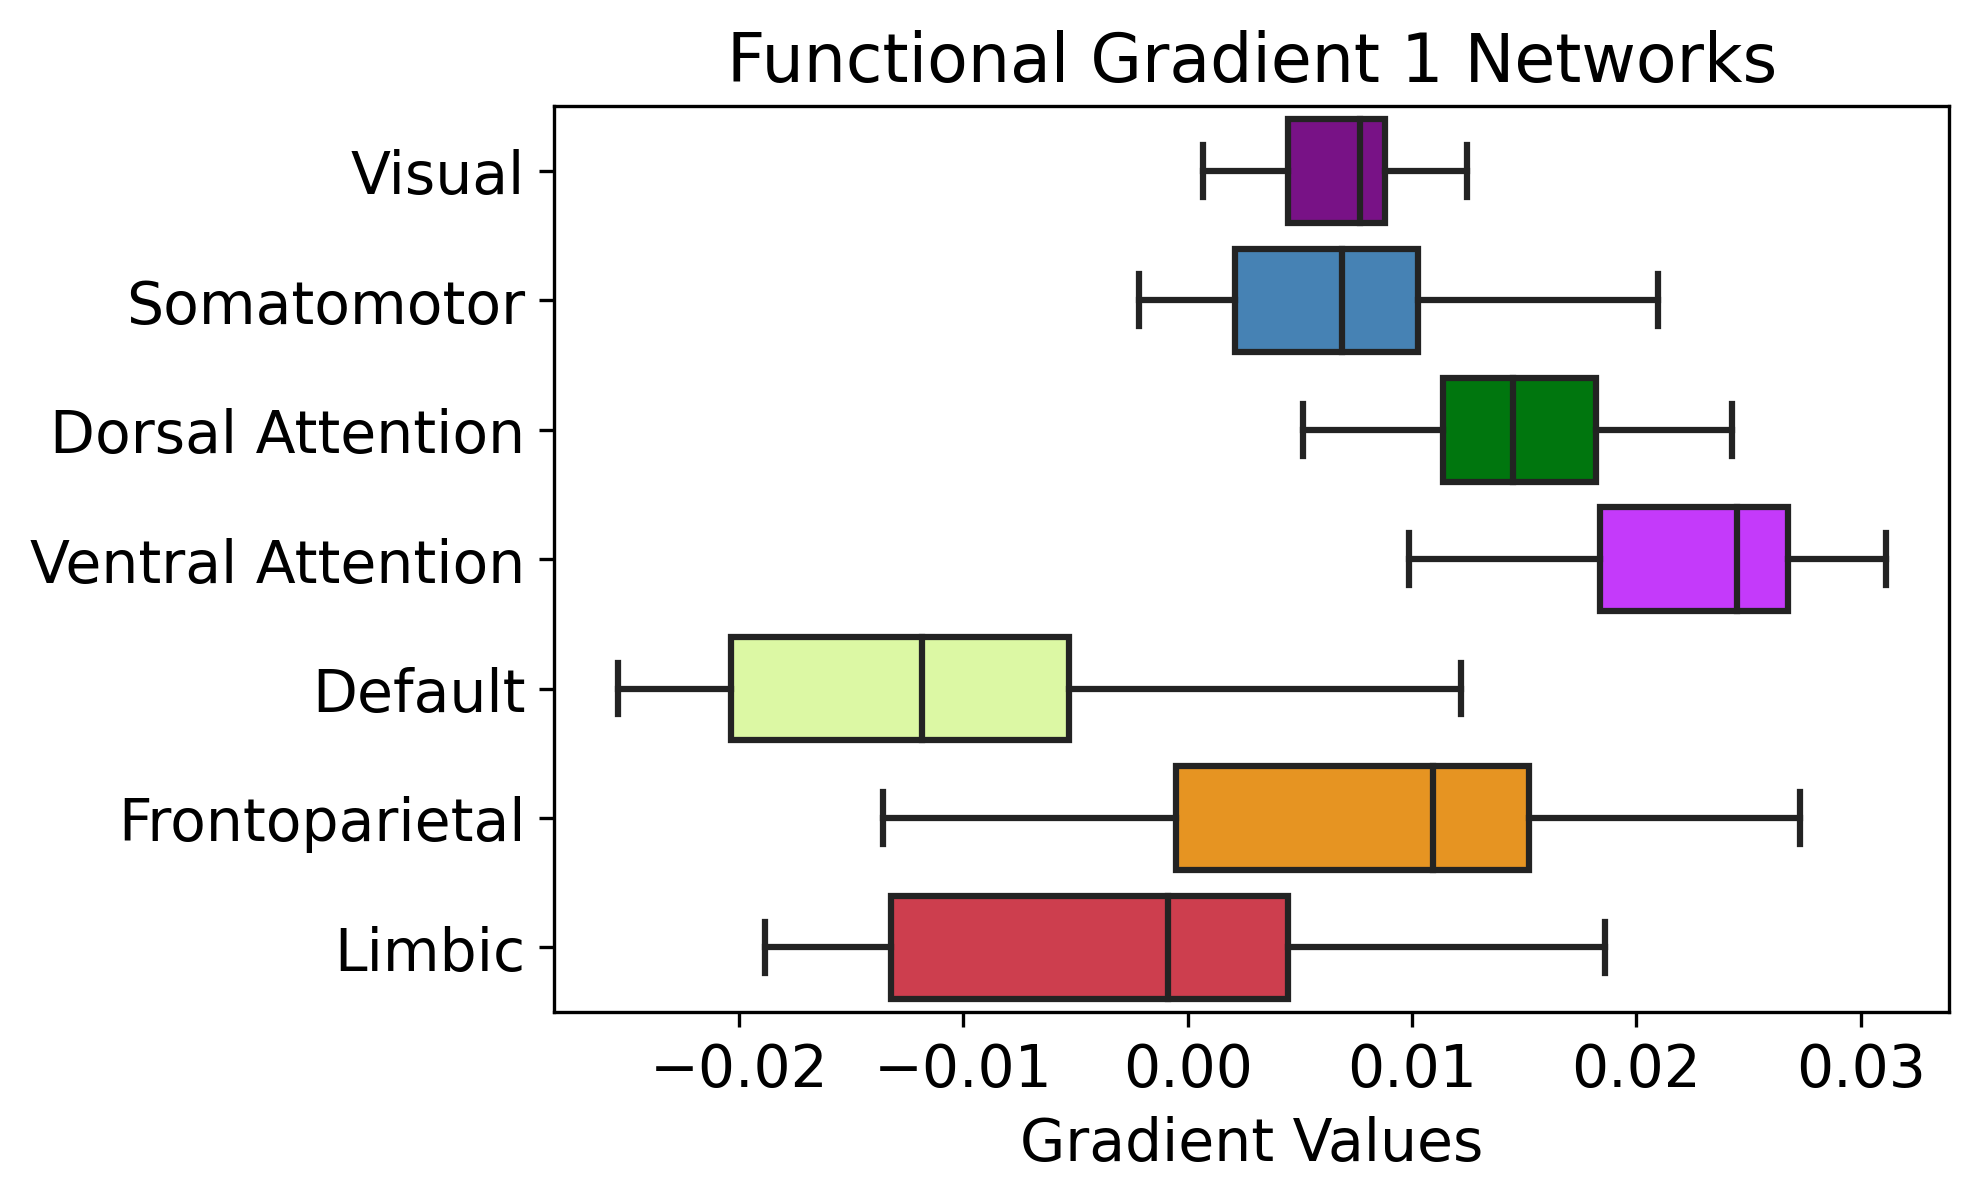 Functional Gradient 1 Networks
Visual
Somatomotor
Dorsal Attention
Ventral Attention
Default
Frontoparietal
Limbic
−0.02 −0.01 0.00 0.01 0.02 0.03
Gradient Values